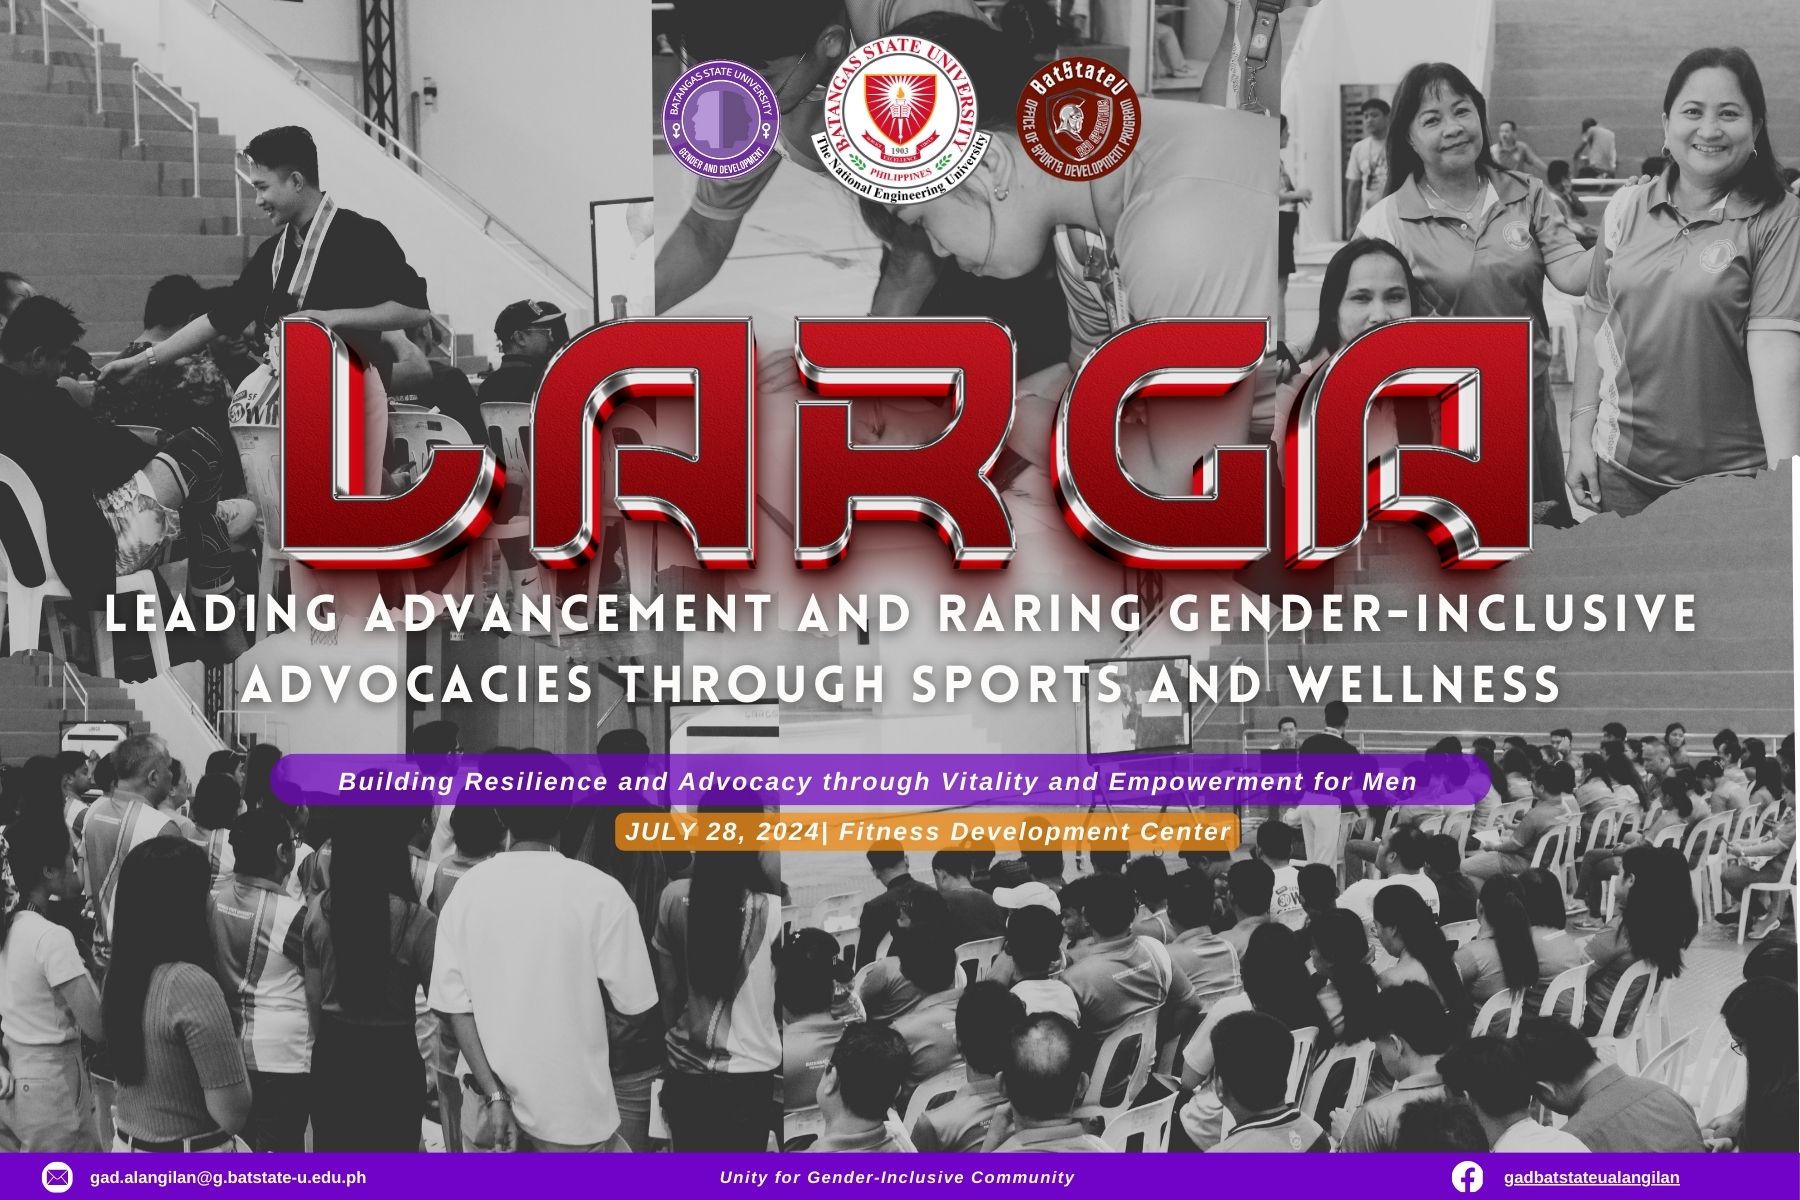 BATANGAS STATE UNIVERSITY
GENDER AND DEVELOPMENT
BATANGAS STATE UNIVERSITY
1903
EXCELLENCE
PHILIPPINES
The National Engineering University
BatStateU
RED SPARTANS
OFFICE OF SPORTS DEVELOPMENT PROGRAM
LARGA
LEADING ADVANCEMENT AND RARING GENDER-INCLUSIVE
ADVOCACIES THROUGH SPORTS AND WELLNESS
Building Resilience and Advocacy through Vitality and Empowerment for Men
JULY 28, 2024| Fitness Development Center
gad.alangilan@g.batstate-u.edu.ph
Unity for Gender-Inclusive Community
gadbatstateualangilan